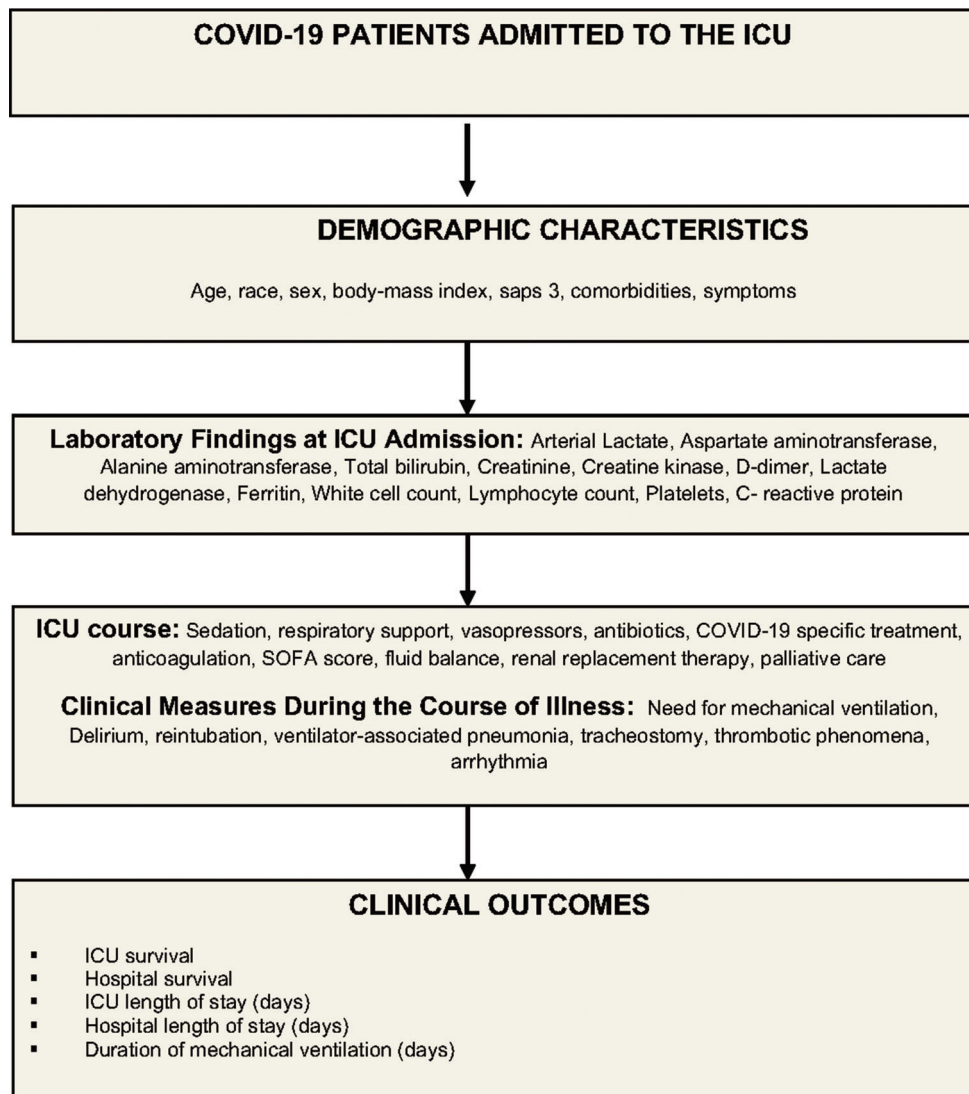 COVID-19 PATIENTS ADMITTED TO THE ICU
DEMOGRAPHIC CHARACTERISTICS
Age, race, sex, body-mass index, saps 3, comorbidities, symptoms
Laboratory Findings at ICU Admission: Arterial Lactate, Aspartate aminotransferase,
Alanine aminotransferase, Total bilirubin, Creatinine, Creatine kinase, D-dimer, Lactate
dehydrogenase, Ferritin, White cell count, Lymphocyte count, Platelets, C- reactive protein
ICU course: Sedation, respiratory support, vasopressors, antibiotics, COVID-19 specific treatment,
anticoagulation, SOFA score, fluid balance, renal replacement therapy, palliative care
Clinical Measures During the Course of Illness: Need for mechanical ventilation,
Delirium, reintubation, ventilator-associated pneumonia, tracheostomy, thrombotic phenomena,
arrhythmia
CLINICAL OUTCOMES
▪ ICU survival
▪ Hospital survival
▪ ICU length of stay (days)
▪ Hospital length of stay (days)
▪ Duration of mechanical ventilation (days)